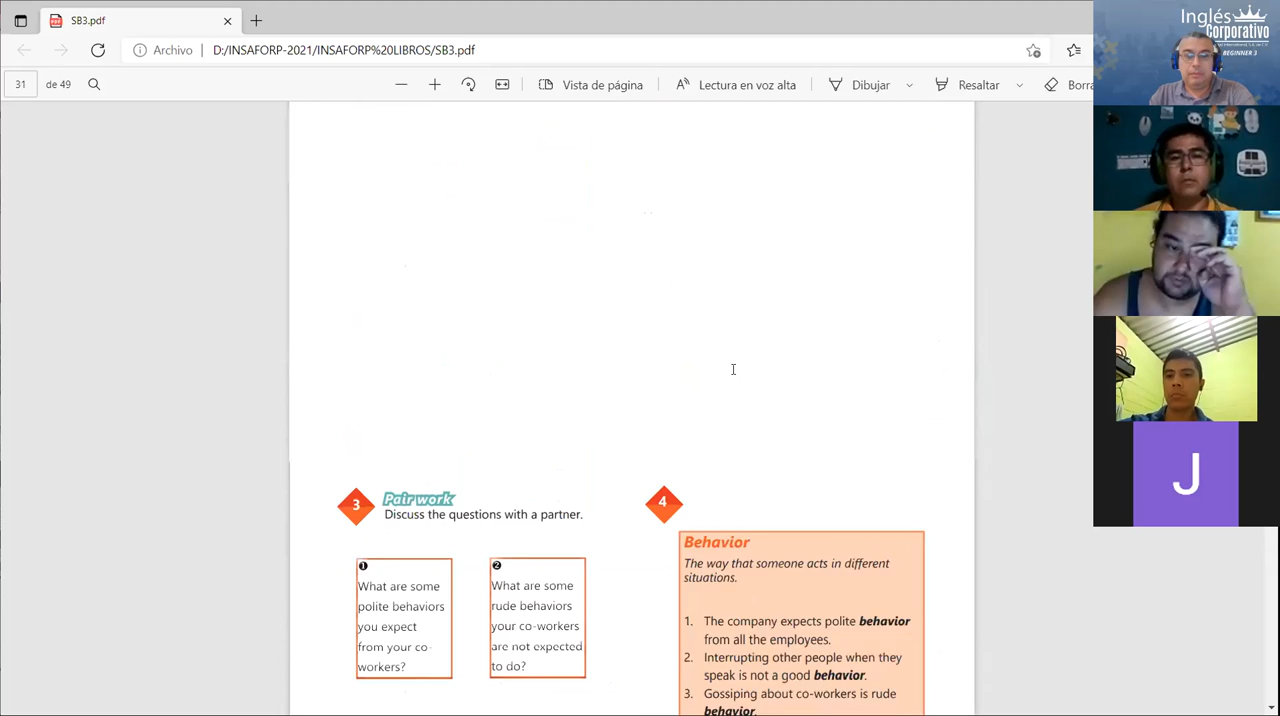 SB3.pdf
Archivo
D:/INSAFORP-2021/INSAFORP%20LIBROS/SB3.pdf
31
de 49
Vista de página
Lectura en voz alta
Dibujar
Resaltar
Borra
Inglés
Corporativo
BEGINNER 3
3
Pair work
Discuss the questions with a partner.
1
What are some
polite behaviors
you expect
from your co-
workers?
2
What are some
rude behaviors
your co-workers
are not expected
to do?
4
Behavior
The way that someone acts in different
situations.
1. The company expects polite behavior
from all the employees.
2. Interrupting other people when they
speak is not a good behavior.
3. Gossiping about co-workers is rude
behavior.
J